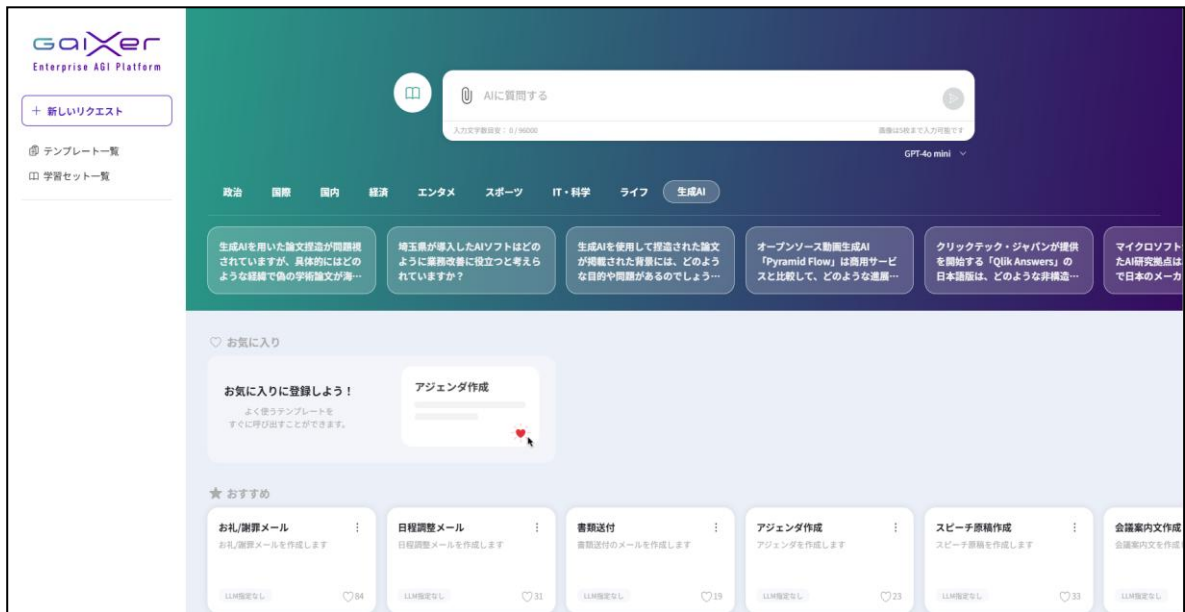 GaiXer
Enterprise AGI Platform
+ 新しいリクエスト
テンプレート一覧
学習セット一覧
AIに質問する
入力文字数目安：0 / 96000
画像は5枚まで入力可能です
GPT-4o mini
政治 国際 国内 経済 エンタメ スポーツ IT・科学 ライフ 生成AI
生成AIを用いた論文捏造が問題視
されていますが、具体的にはどの
ような経緯で偽の学術論文が海…
埼玉県が導入したAIソフトはどの
ように業務改善に役立つと考えら
れていますか？
生成AIを使用して捏造された論文
が掲載された背景には、どのよう
な目的や問題があるのでしょう…
オープンソース動画生成AI
「Pyramid Flow」は商用サービ
スと比較して、どのような進展…
クリックテック・ジャパンが提供
を開始する「Qlik Answers」の
日本語版は、どのような非構造…
マイクロソフト
たAI研究拠点は
で日本のメーカ
お気に入り
お気に入りに登録しよう！
よく使うテンプレートを
すぐに呼び出すことができます。
アジェンダ作成
おすすめ
お礼/謝罪メール
お礼/謝罪メールを作成します
LLM指定なし
84
日程調整メール
日程調整メールを作成します
LLM指定なし
31
書類送付
書類送付のメールを作成します
LLM指定なし
19
アジェンダ作成
アジェンダを作成します
LLM指定なし
23
スピーチ原稿作成
スピーチ原稿を作成します
LLM指定なし
33
会議案内文作成
会議案内文を作成
LLM指定なし